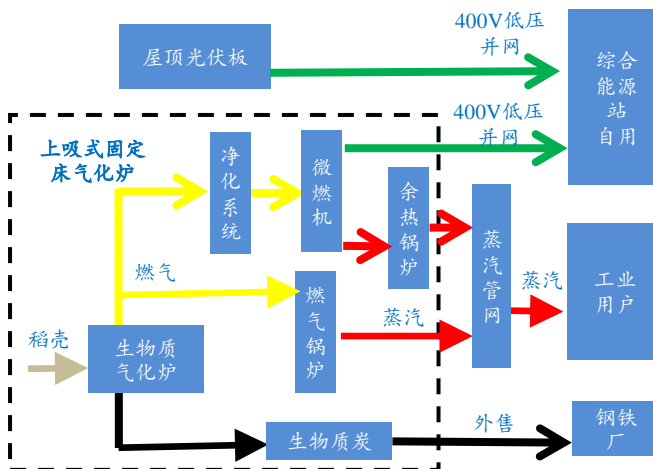 400V低压
并网
屋顶光伏板
综合
能源
站
自用
400V低压
并网
上吸式固定
床气化炉
净
化
系
统
微
燃
机
余
热
锅
炉
蒸
汽
管
网
蒸汽
工业
用户
燃气
燃
气
锅
炉
蒸汽
稻壳
生物质
气化炉
生物质炭
外售
钢铁
厂